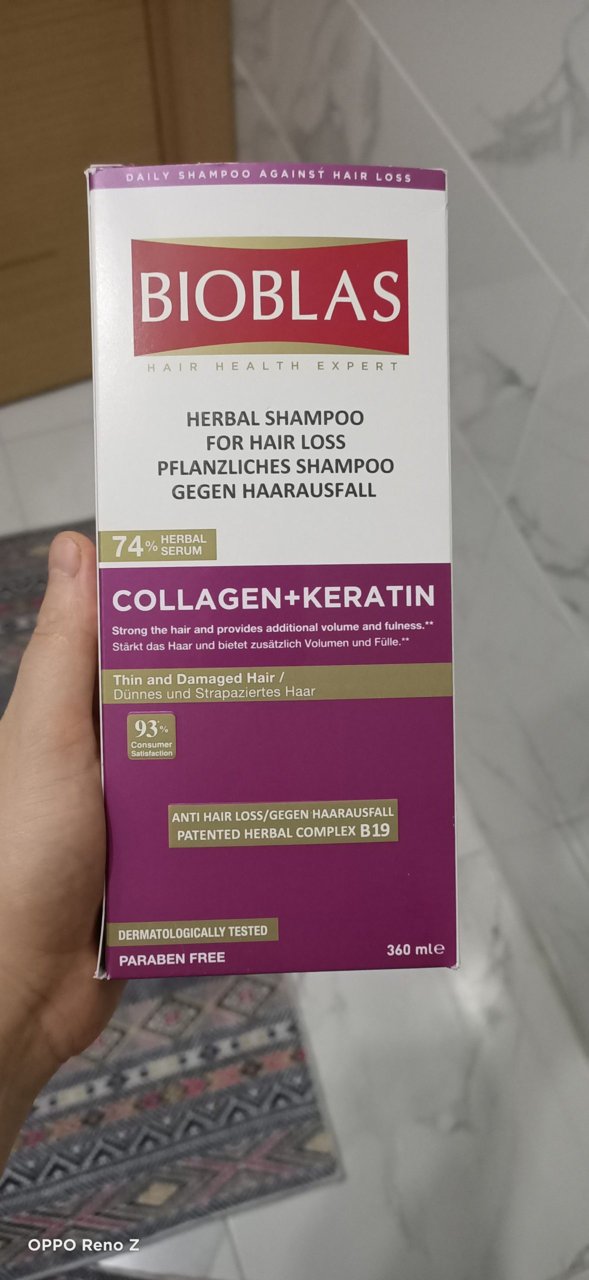 DAILY SHAMPOO AGAINST HAIR LOSS
BIOBLAS
HAIR HEALTH EXPERT
HERBAL SHAMPOO
FOR HAIR LOSS
PFLANZLICHES SHAMPOO
GEGEN HAARAUSFALL
74% HERBAL
SERUM
COLLAGEN+KERATIN
Strong the hair and provides additional volume and fulness.**
Stärkt das Haar und bietet zusätzlich Volumen und Fülle.**
Thin and Damaged Hair /
Dünnes und Strapaziertes Haar
93*%
Consumer
Satisfaction
ANTI HAIR LOSS/GEGEN HAARAUSFALL
PATENTED HERBAL COMPLEX B19
DERMATOLOGICALLY TESTED
PARABEN FREE
360 ml℮
OPPO Reno Z